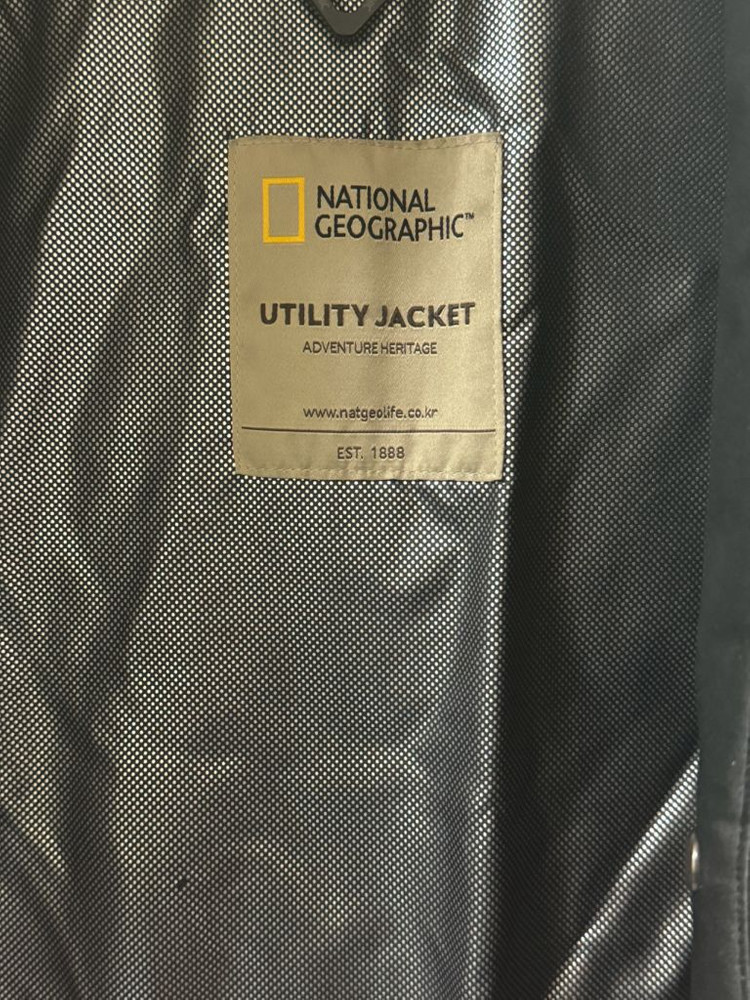 NATIONAL
GEOGRAPHIC™
UTILITY JACKET
ADVENTURE HERITAGE
www.natgeolife.co.kr
EST. 1888